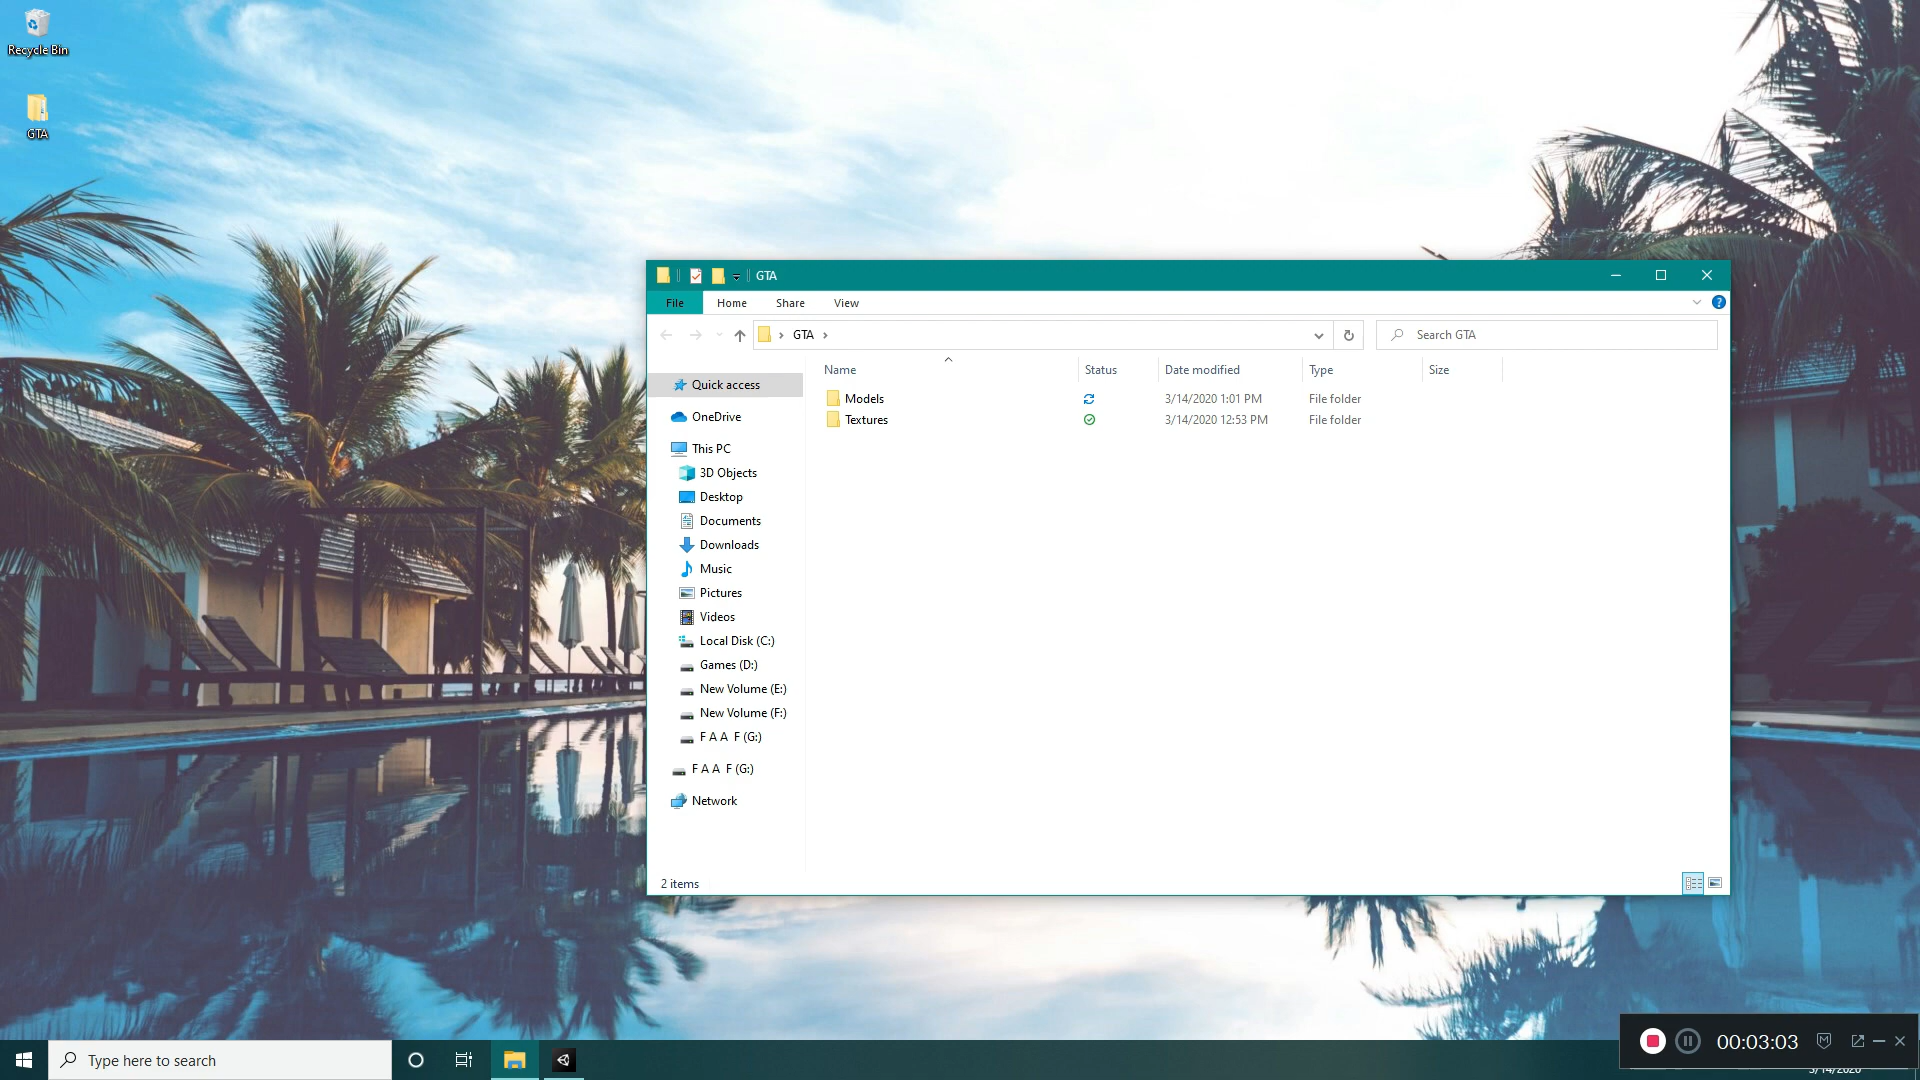 Recycle Bin
GTA
GTA
File Home Share View
GTA
Search GTA
Name Status Date modified Type Size
Models 3/14/2020 1:01 PM File folder
Textures 3/14/2020 12:53 PM File folder
Quick access
OneDrive
This PC
3D Objects
Desktop
Documents
Downloads
Music
Pictures
Videos
Local Disk (C:)
Games (D:)
New Volume (E:)
New Volume (F:)
F A A F (G:)
F A A F (G:)
Network
2 items
00:03:03
Type here to search
3/14/2020